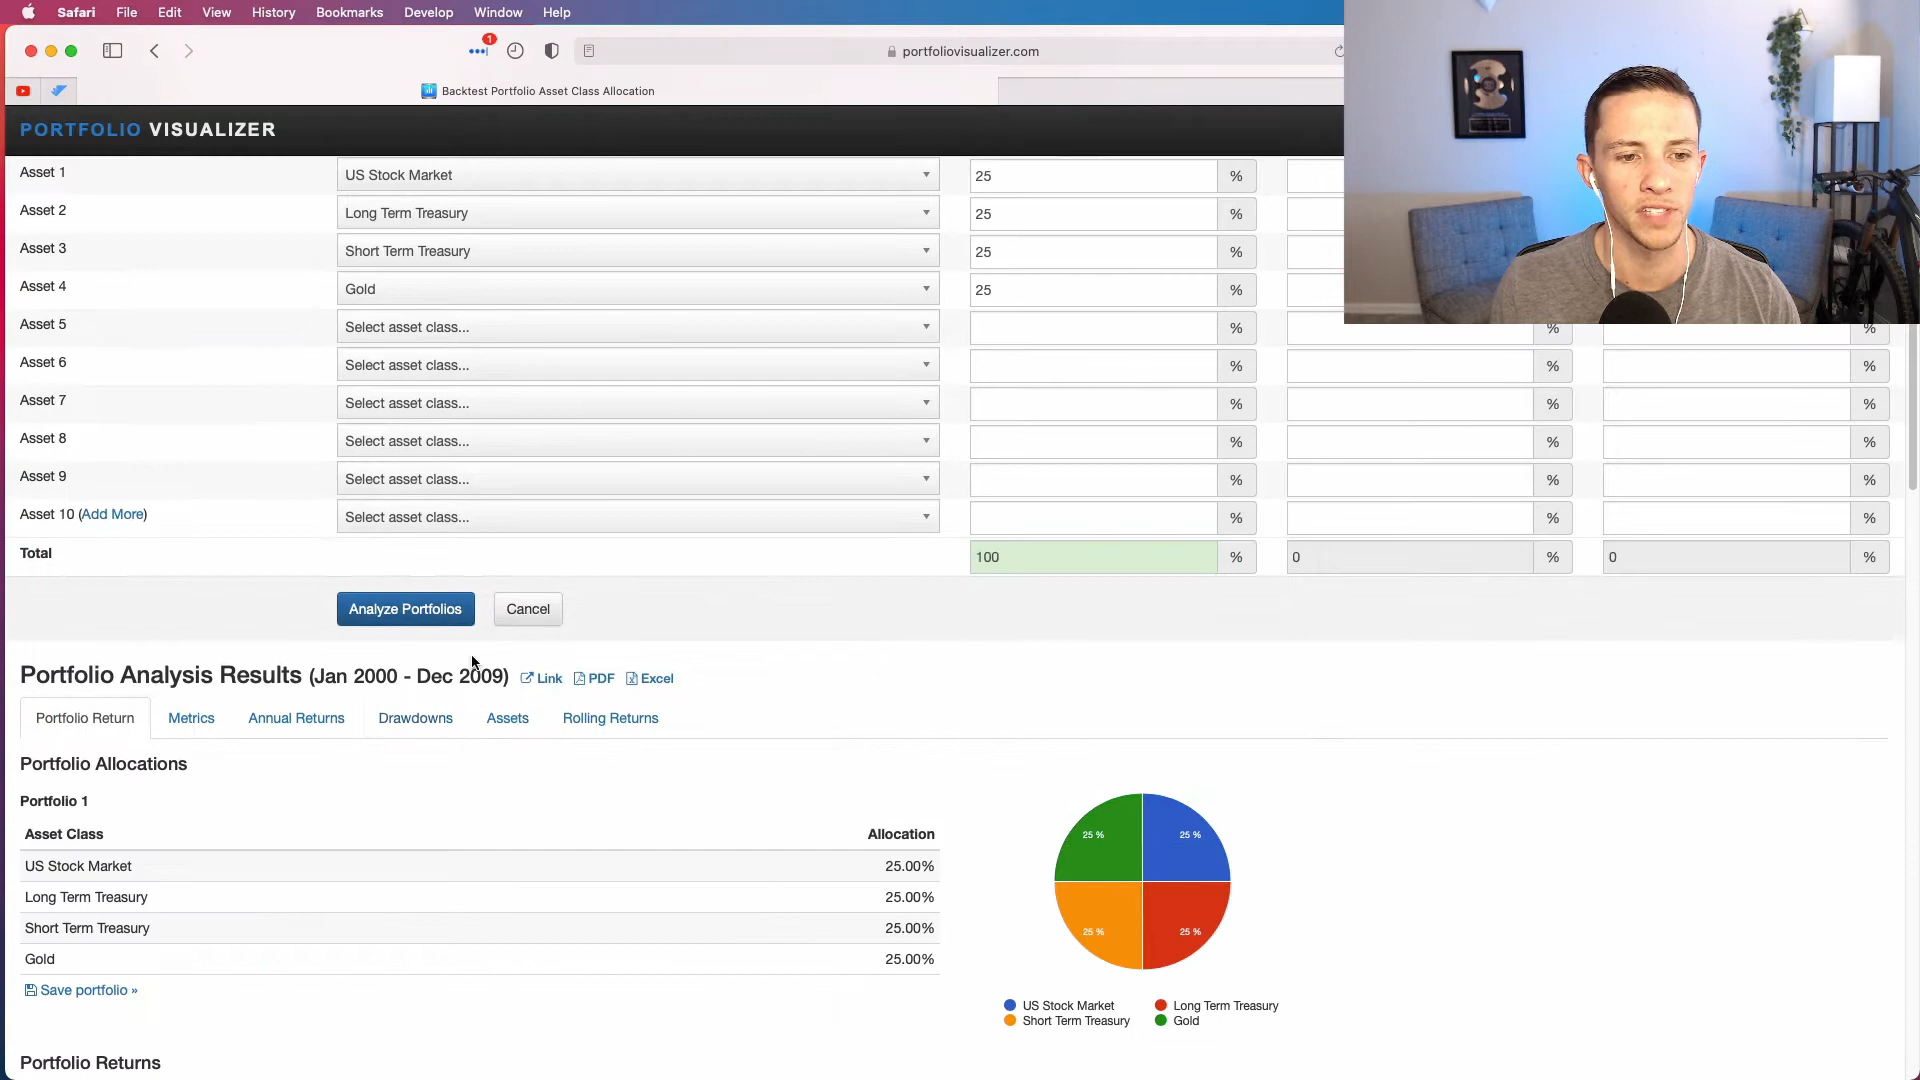 Safari File Edit View History Bookmarks Develop Window Help
1
portfoliovisualizer.com
Backtest Portfolio Asset Class Allocation
PORTFOLIO VISUALIZER
Asset 1 US Stock Market 25 %
Asset 2 Long Term Treasury 25 %
Asset 3 Short Term Treasury 25 %
Asset 4 Gold 25 %
Asset 5 Select asset class... % % %
Asset 6 Select asset class... % % %
Asset 7 Select asset class... % % %
Asset 8 Select asset class... % % %
Asset 9 Select asset class... % % %
Asset 10 (Add More) Select asset class... % % %
Total 100 % 0 % 0 %
Analyze Portfolios Cancel
Portfolio Analysis Results (Jan 2000 - Dec 2009) Link PDF Excel
Portfolio Return Metrics Annual Returns Drawdowns Assets Rolling Returns
Portfolio Allocations
Portfolio 1
Asset Class Allocation
US Stock Market 25.00%
Long Term Treasury 25.00%
Short Term Treasury 25.00%
Gold 25.00%
Save portfolio »
25 % 25 %
25 % 25 %
US Stock Market Long Term Treasury
Short Term Treasury Gold
Portfolio Returns